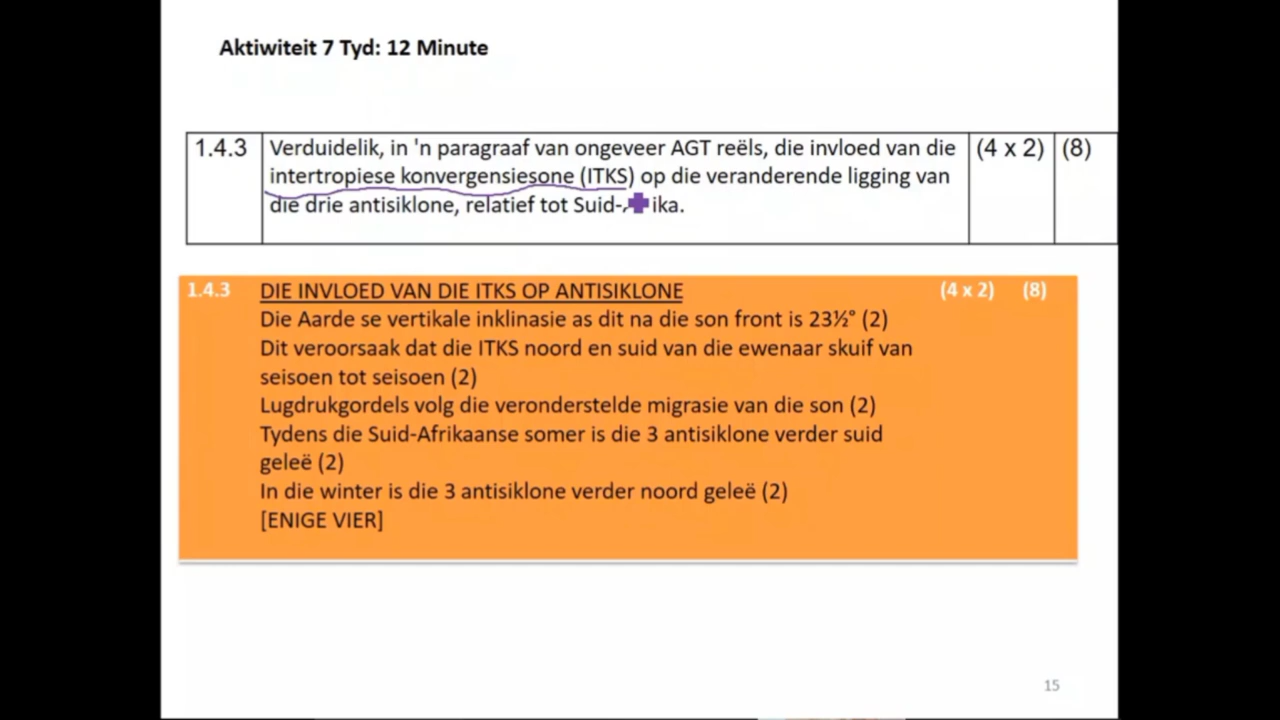 Aktiwiteit 7 Tyd: 12 Minute
1.4.3 Verduidelik, in 'n paragraaf van ongeveer AGT reëls, die invloed van die (4 x 2) (8)
intertropiese konvergensiesone (ITKS) op die veranderende ligging van
die drie antisiklone, relatief tot Suid- ika.
1.4.3 DIE INVLOED VAN DIE ITKS OP ANTISIKLONE (4 x 2) (8)
Die Aarde se vertikale inklinasie as dit na die son front is 23½° (2)
Dit veroorsaak dat die ITKS noord en suid van die ewenaar skuif van
seisoen tot seisoen (2)
Lugdrukgordels volg die veronderstelde migrasie van die son (2)
Tydens die Suid-Afrikaanse somer is die 3 antisiklone verder suid
geleë (2)
In die winter is die 3 antisiklone verder noord geleë (2)
[ENIGE VIER]
15